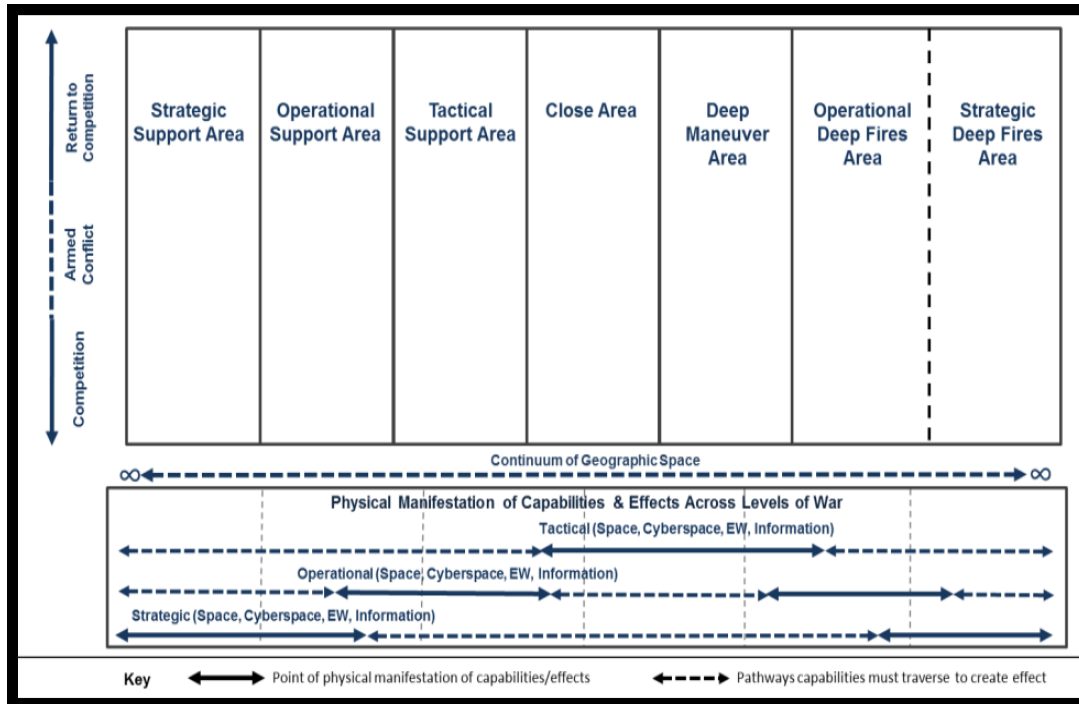 Return to
Competition
Armed
Conflict
Competition
Strategic
Support Area
Operational
Support Area
Tactical
Support Area
Close Area
Deep
Maneuver
Area
Operational
Deep Fires
Area
Strategic
Deep Fires
Area
∞ Continuum of Geographic Space ∞
Physical Manifestation of Capabilities & Effects Across Levels of War
Tactical (Space, Cyberspace, EW, Information)
Operational (Space, Cyberspace, EW, Information)
Strategic (Space, Cyberspace, EW, Information)
Key Point of physical manifestation of capabilities/effects Pathways capabilities must traverse to create effect